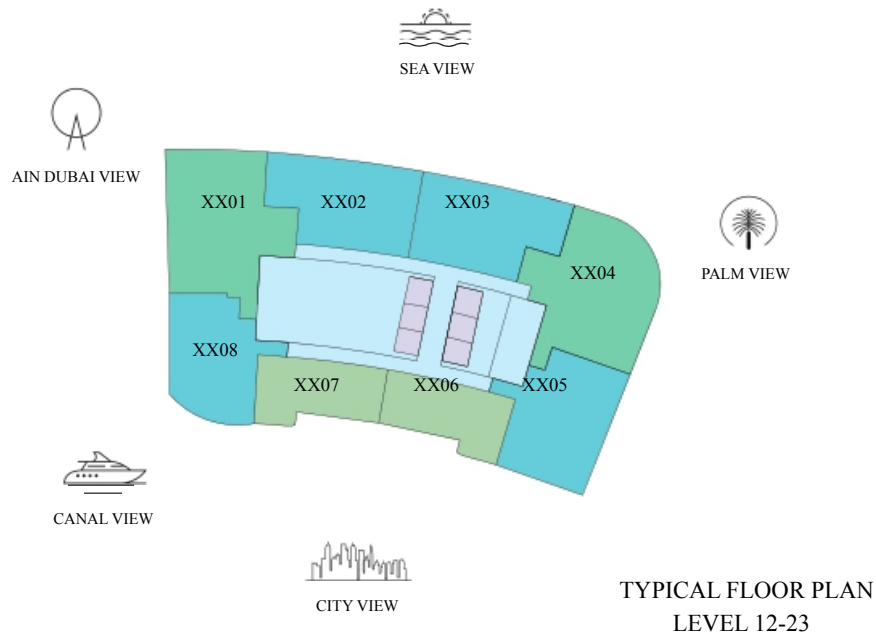 SEA VIEW
AIN DUBAI VIEW
XX01
XX02
XX03
XX04
PALM VIEW
XX08
XX07
XX06
XX05
CANAL VIEW
CITY VIEW
TYPICAL FLOOR PLAN
LEVEL 12-23